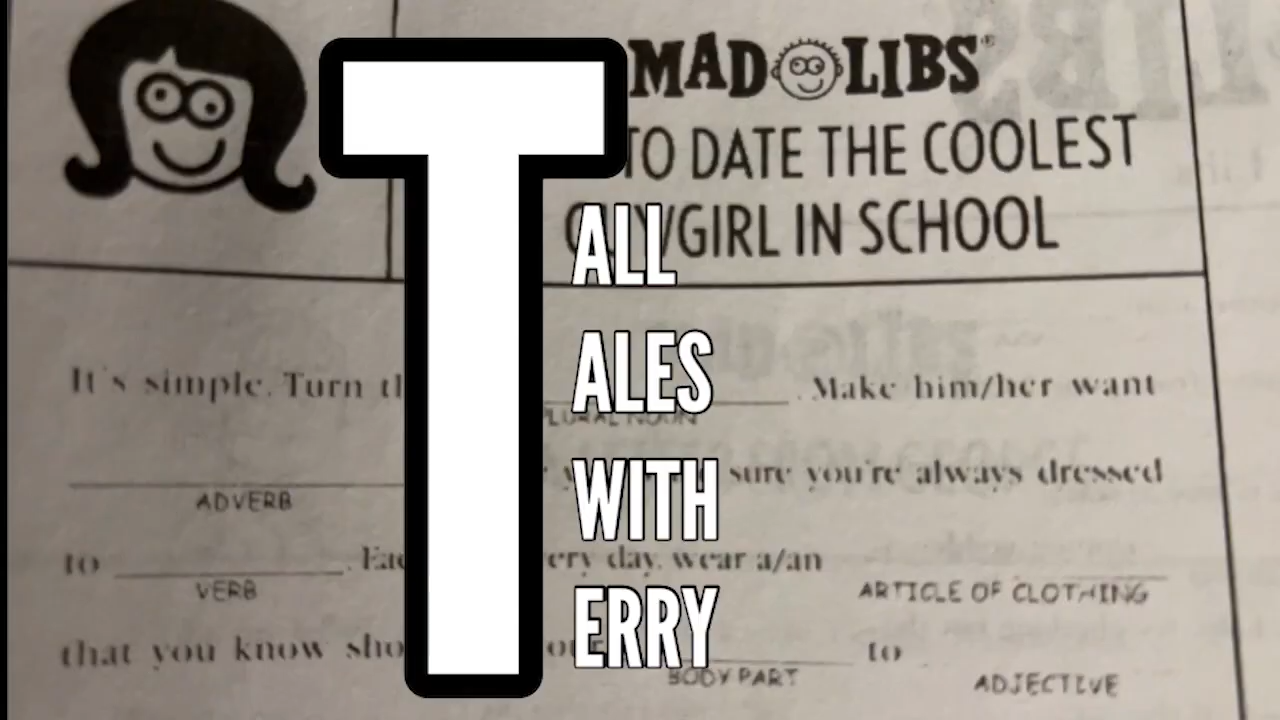 MAD LIBS®
TO DATE THE COOLEST
GUY/GIRL IN SCHOOL
T
ALL
ALES
WITH
ERRY
It's simple. Turn . Make him/her want
PLURAL NOUN
sure you're always dressed
ADVERB
to . ery day, wear a/an
VERB
ARTICLE OF CLOTHING
that you know sho to
BODY PART
ADJECTIVE